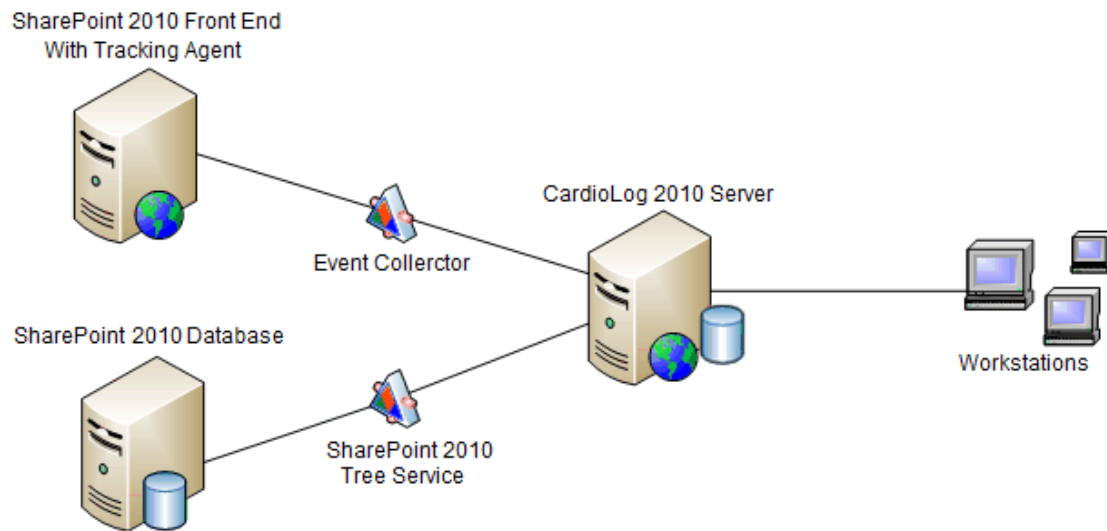 SharePoint 2010 Front End
With Tracking Agent
CardioLog 2010 Server
Event Collerctor
SharePoint 2010 Database
Workstations
SharePoint 2010
Tree Service